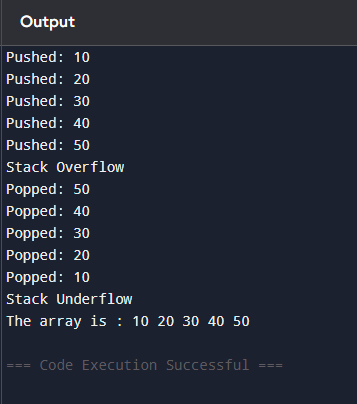 Output
Pushed: 10
Pushed: 20
Pushed: 30
Pushed: 40
Pushed: 50
Stack Overflow
Popped: 50
Popped: 40
Popped: 30
Popped: 20
Popped: 10
Stack Underflow
The array is : 10 20 30 40 50
=== Code Execution Successful ===